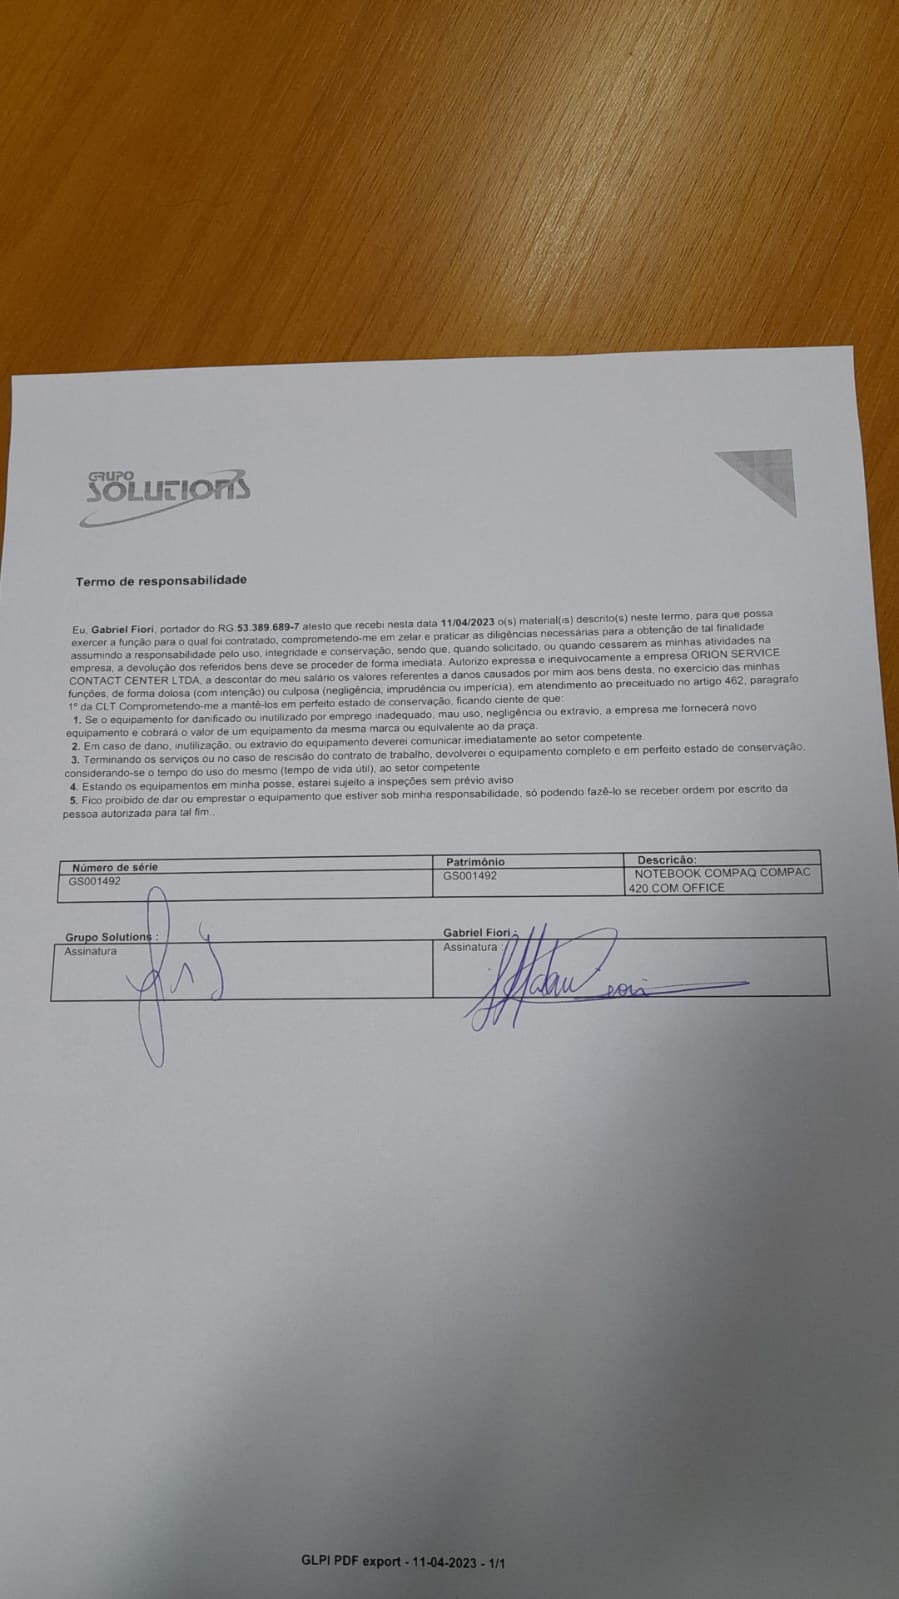 GRUPO
SOLUTIONS
Termo de responsabilidade
Eu, Gabriel Fiori, portador do RG 53.389.689-7 atesto que recebi nesta data 11/04/2023 o(s) material(is) descrito(s) neste termo, para que possa
exercer a função para o qual foi contratado, comprometendo-me em zelar e praticar as diligências necessárias para a obtenção de tal finalidade
assumindo a responsabilidade pelo uso, integridade e conservação, sendo que, quando solicitado, ou quando cessarem as minhas atividades na
empresa, a devolução dos referidos bens deve se proceder de forma imediata. Autorizo expressa e inequivocamente a empresa ORION SERVICE
CONTACT CENTER LTDA, a descontar do meu salário os valores referentes a danos causados por mim aos bens desta, no exercicio das minhas
funções, de forma dolosa (com intenção) ou culposa (negligência, imprudência ou imperícia), em atendimento ao preceituado no artigo 462, paragrafo
1º da CLT Comprometendo-me a mantê-los em perfeito estado de conservação, ficando ciente de que:
1. Se o equipamento for danificado ou inutilizado por emprego inadequado, mau uso, negligência ou extravio, a empresa me fornecerá novo
equipamento e cobrará o valor de um equipamento da mesma marca ou equivalente ao da praça.
2. Em caso de dano, inutilização, ou extravio do equipamento deverei comunicar imediatamente ao setor competente.
3. Terminando os serviços ou no caso de rescisão do contrato de trabalho, devolverei o equipamento completo e em perfeito estado de conservação,
considerando-se o tempo do uso do mesmo (tempo de vida útil), ao setor competente
4. Estando os equipamentos em minha posse, estarei sujeito a inspeções sem prévio aviso
5. Fico proibido de dar ou emprestar o equipamento que estiver sob minha responsabilidade, só podendo fazê-lo se receber ordem por escrito da
pessoa autorizada para tal fim..
Número de série Patrimônio Descricão:
GS001492 GS001492 NOTEBOOK COMPAQ COMPAC
420 COM OFFICE
Grupo Solutions : Gabriel Fiori :
Assinatura Assinatura :
GLPI PDF export - 11-04-2023 - 1/1